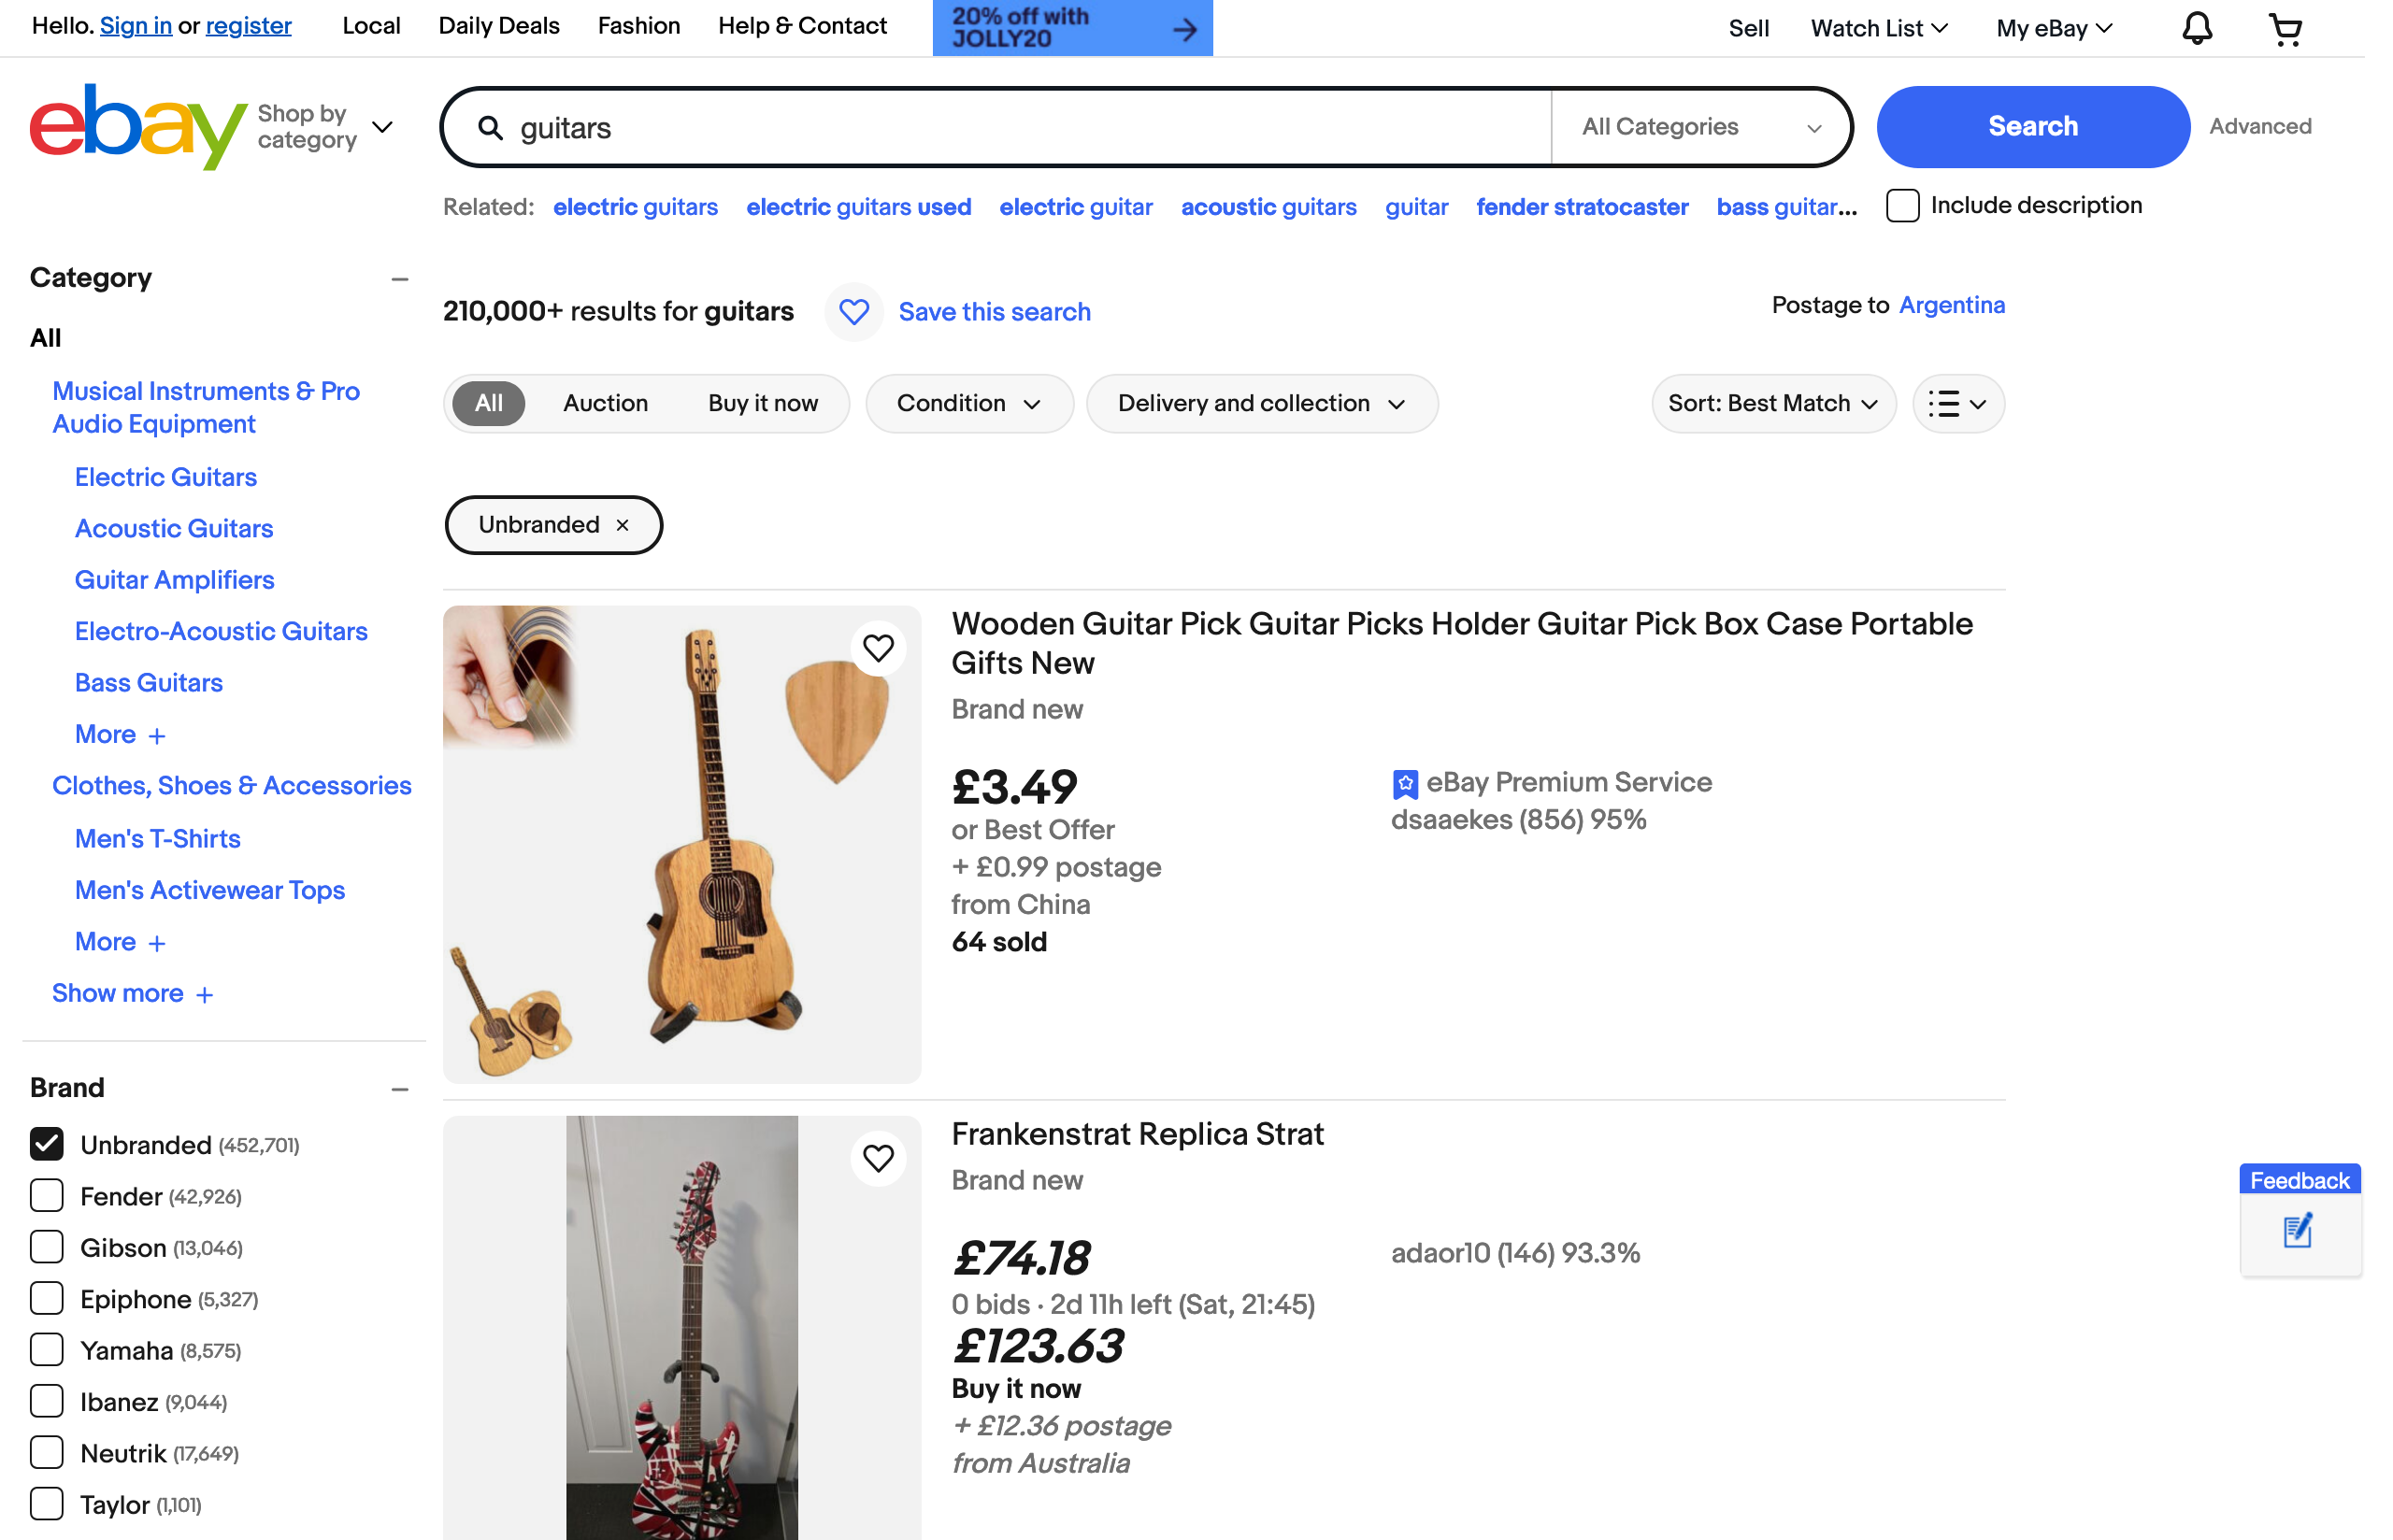 Hello. Sign in or register
Local
Daily Deals
Fashion
Help & Contact
20% off with
JOLLY20
Sell
Watch List
My eBay
ebay
Shop by
category
guitars
All Categories
Search
Advanced
Related: electric guitars electric guitars used electric guitar acoustic guitars guitar fender stratocaster bass guitar...
Include description
Category
All
Musical Instruments & Pro
Audio Equipment
Electric Guitars
Acoustic Guitars
Guitar Amplifiers
Electro-Acoustic Guitars
Bass Guitars
More +
Clothes, Shoes & Accessories
Men's T-Shirts
Men's Activewear Tops
More +
Show more +
Brand
Unbranded (452,701)
Fender (42,926)
Gibson (13,046)
Epiphone (5,327)
Yamaha (8,575)
Ibanez (9,044)
Neutrik (17,649)
Taylor (1,101)
210,000+ results for guitars
Save this search
Postage to Argentina
All
Auction
Buy it now
Condition
Delivery and collection
Sort: Best Match
Unbranded ×
Wooden Guitar Pick Guitar Picks Holder Guitar Pick Box Case Portable
Gifts New
Brand new
£3.49
or Best Offer
+ £0.99 postage
from China
64 sold
eBay Premium Service
dsaaekes (856) 95%
Frankenstrat Replica Strat
Brand new
£74.18
0 bids · 2d 11h left (Sat, 21:45)
£123.63
Buy it now
+ £12.36 postage
from Australia
adaor10 (146) 93.3%
Feedback